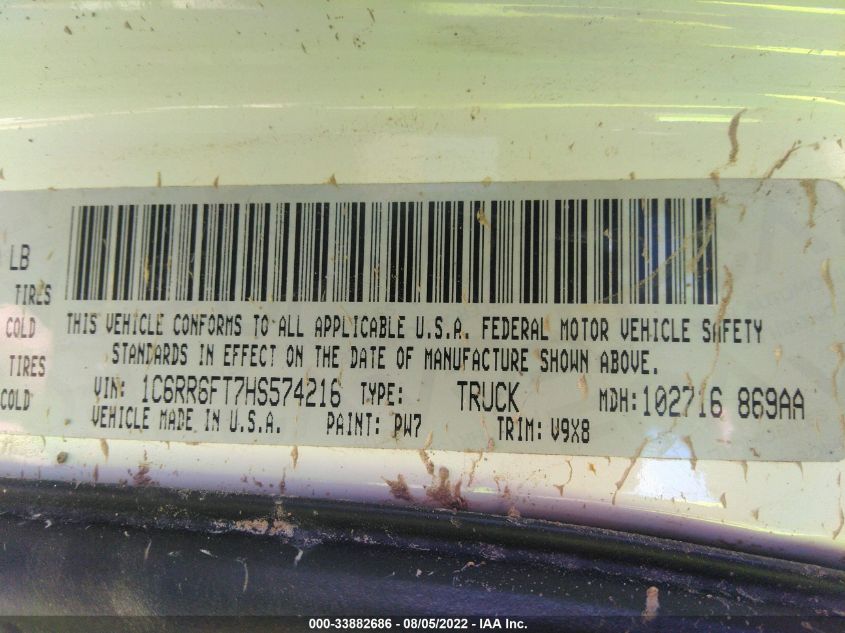 LB
TIRES
COLD
TIRES
COLD
THIS VEHICLE CONFORMS TO ALL APPLICABLE U.S.A. FEDERAL MOTOR VEHICLE SAFETY
STANDARDS IN EFFECT ON THE DATE OF MANUFACTURE SHOWN ABOVE.
VIN: 1C6RR6FT7HS574216 TYPE: TRUCK MDH:102716 869AA
VEHICLE MADE IN U.S.A. PAINT: PW7 TRIM: V9X8
000-33882686 - 08/05/2022 - IAA Inc.